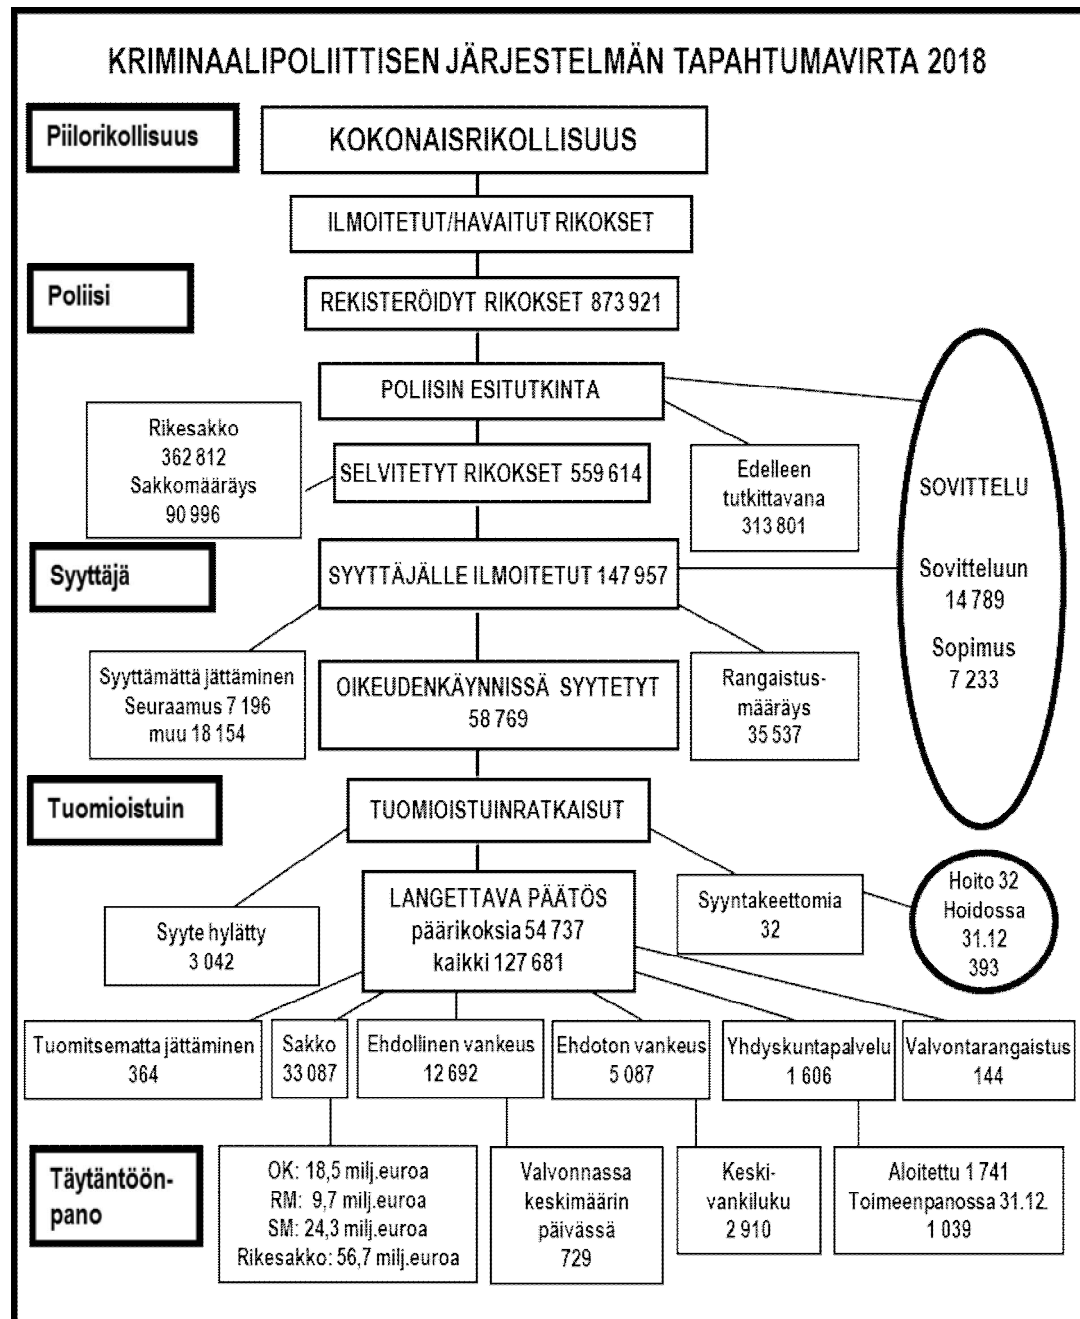 KRIMINAALIPOLIITTISEN JÄRJESTELMÄN TAPAHTUMAVIRTA 2018
Piilorikollisuus
KOKONAISRIKOLLISUUS
ILMOITETUT/HAVAITUT RIKOKSET
Poliisi
REKISTERÖIDYT RIKOKSET 873 921
POLIISIN ESITUTKINTA
Rikesakko
362 812
Sakkomääräys
90 996
SELVITETYT RIKOKSET 559 614
Edelleen
tutkittavana
313 801
SOVITTELU
Sovitteluun
14 789
Sopimus
7 233
Syyttäjä
SYYTTÄJÄLLE ILMOITETUT 147 957
Syyttämättä jättäminen
Seuraamus 7 196
muu 18 154
OIKEUDENKÄYNNISSÄ SYYTETYT
58 769
Rangaistus-
määräys
35 537
Tuomioistuin
TUOMIOISTUINRATKAISUT
Syyte hylätty
3 042
LANGETTAVA PÄÄTÖS
päärikoksia 54 737
kaikki 127 681
Syyntakeettomia
32
Hoito 32
Hoidossa
31.12
393
Tuomitsematta jättäminen
364
Sakko
33 087
Ehdollinen vankeus
12 692
Ehdoton vankeus
5 087
Yhdyskuntapalvelu
1 606
Valvontarangaistus
144
Täytäntöön-
pano
OK: 18,5 milj.euroa
RM: 9,7 milj.euroa
SM: 24,3 milj.euroa
Rikesakko: 56,7 milj.euroa
Valvonnassa
keskimäärin
päivässä
729
Keski-
vankiluku
2 910
Aloitettu 1 741
Toimeenpanossa 31.12.
1 039